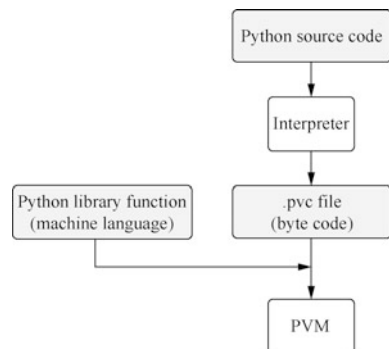 Python source code
Interpreter
Python library function
(machine language)
.pvc file
(byte code)
PVM